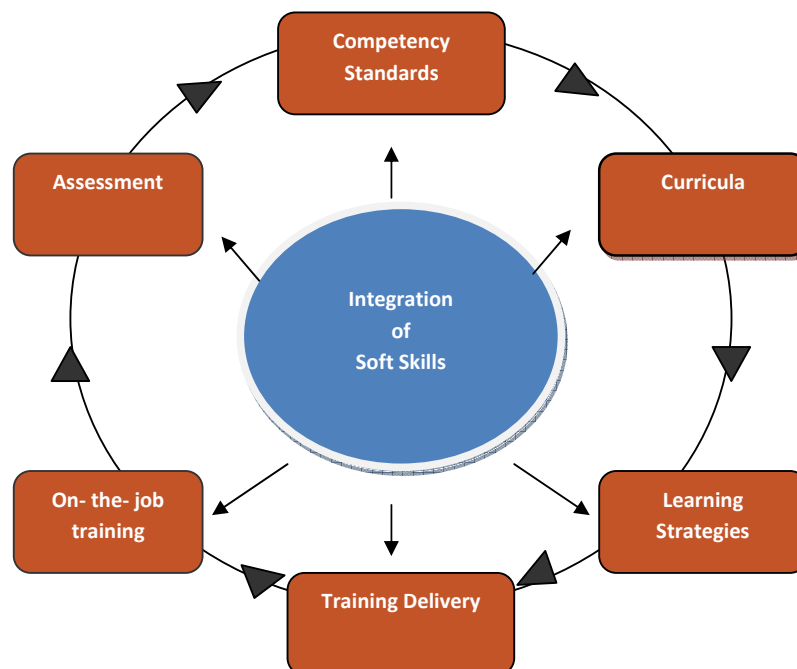 Competency
Standards
Assessment
Curricula
Integration
of
Soft Skills
On- the- job
training
Learning
Strategies
Training Delivery